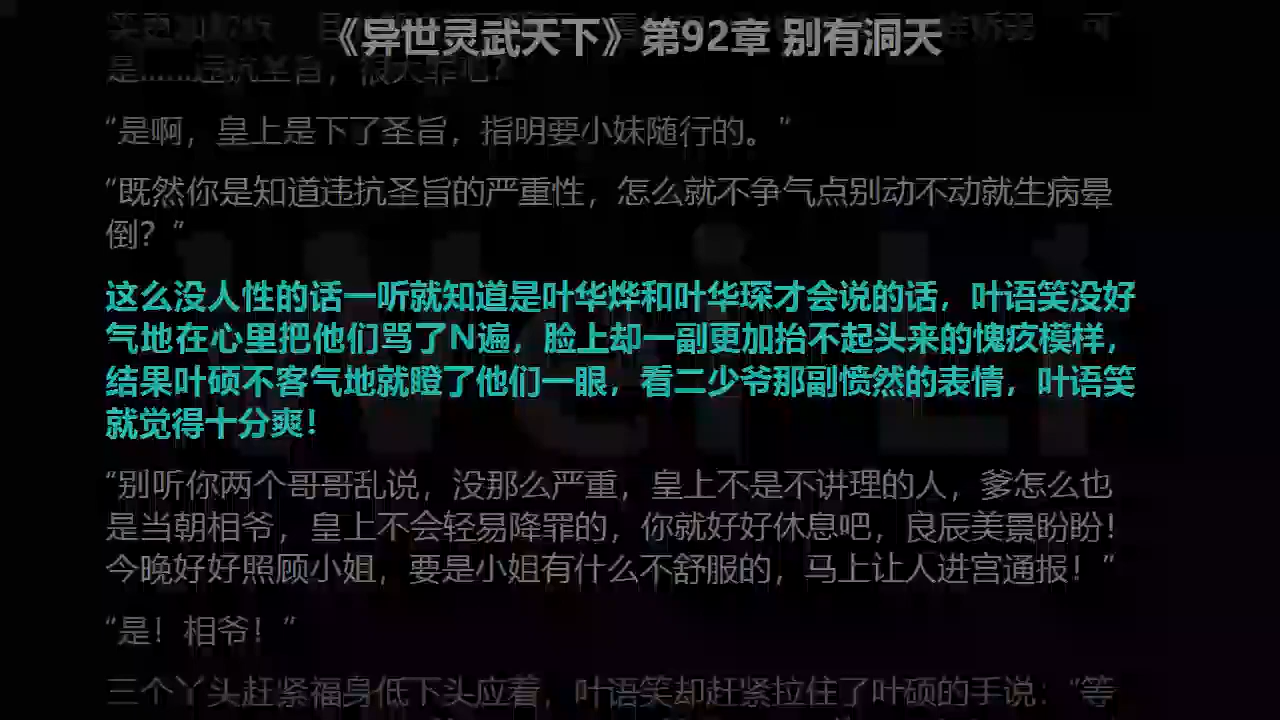 《异世灵武天下》第92章 别有洞天
是......违抗圣旨，很大罪吧？
“是啊，皇上是下了圣旨，指明要小妹随行的。”
“既然你是知道违抗圣旨的严重性，怎么就不争气点别动不动就生病晕
倒？”
这么没人性的话一听就知道是叶华烨和叶华琛才会说的话，叶语笑没好
气地在心里把他们骂了N遍，脸上却一副更加抬不起头来的愧疚模样，
结果叶硕不客气地就瞪了他们一眼，看二少爷那副愤然的表情，叶语笑
就觉得十分爽！
“别听你两个哥哥乱说，没那么严重，皇上不是不讲理的人，爹怎么也
是当朝相爷，皇上不会轻易降罪的，你就好好休息吧，良辰美景盼盼！
今晚好好照顾小姐，要是小姐有什么不舒服的，马上让人进宫通报！”
“是！相爷！”
三个丫头赶紧福身低下头应着，叶语笑却赶紧拉住了叶硕的手说：“等
Wei Li